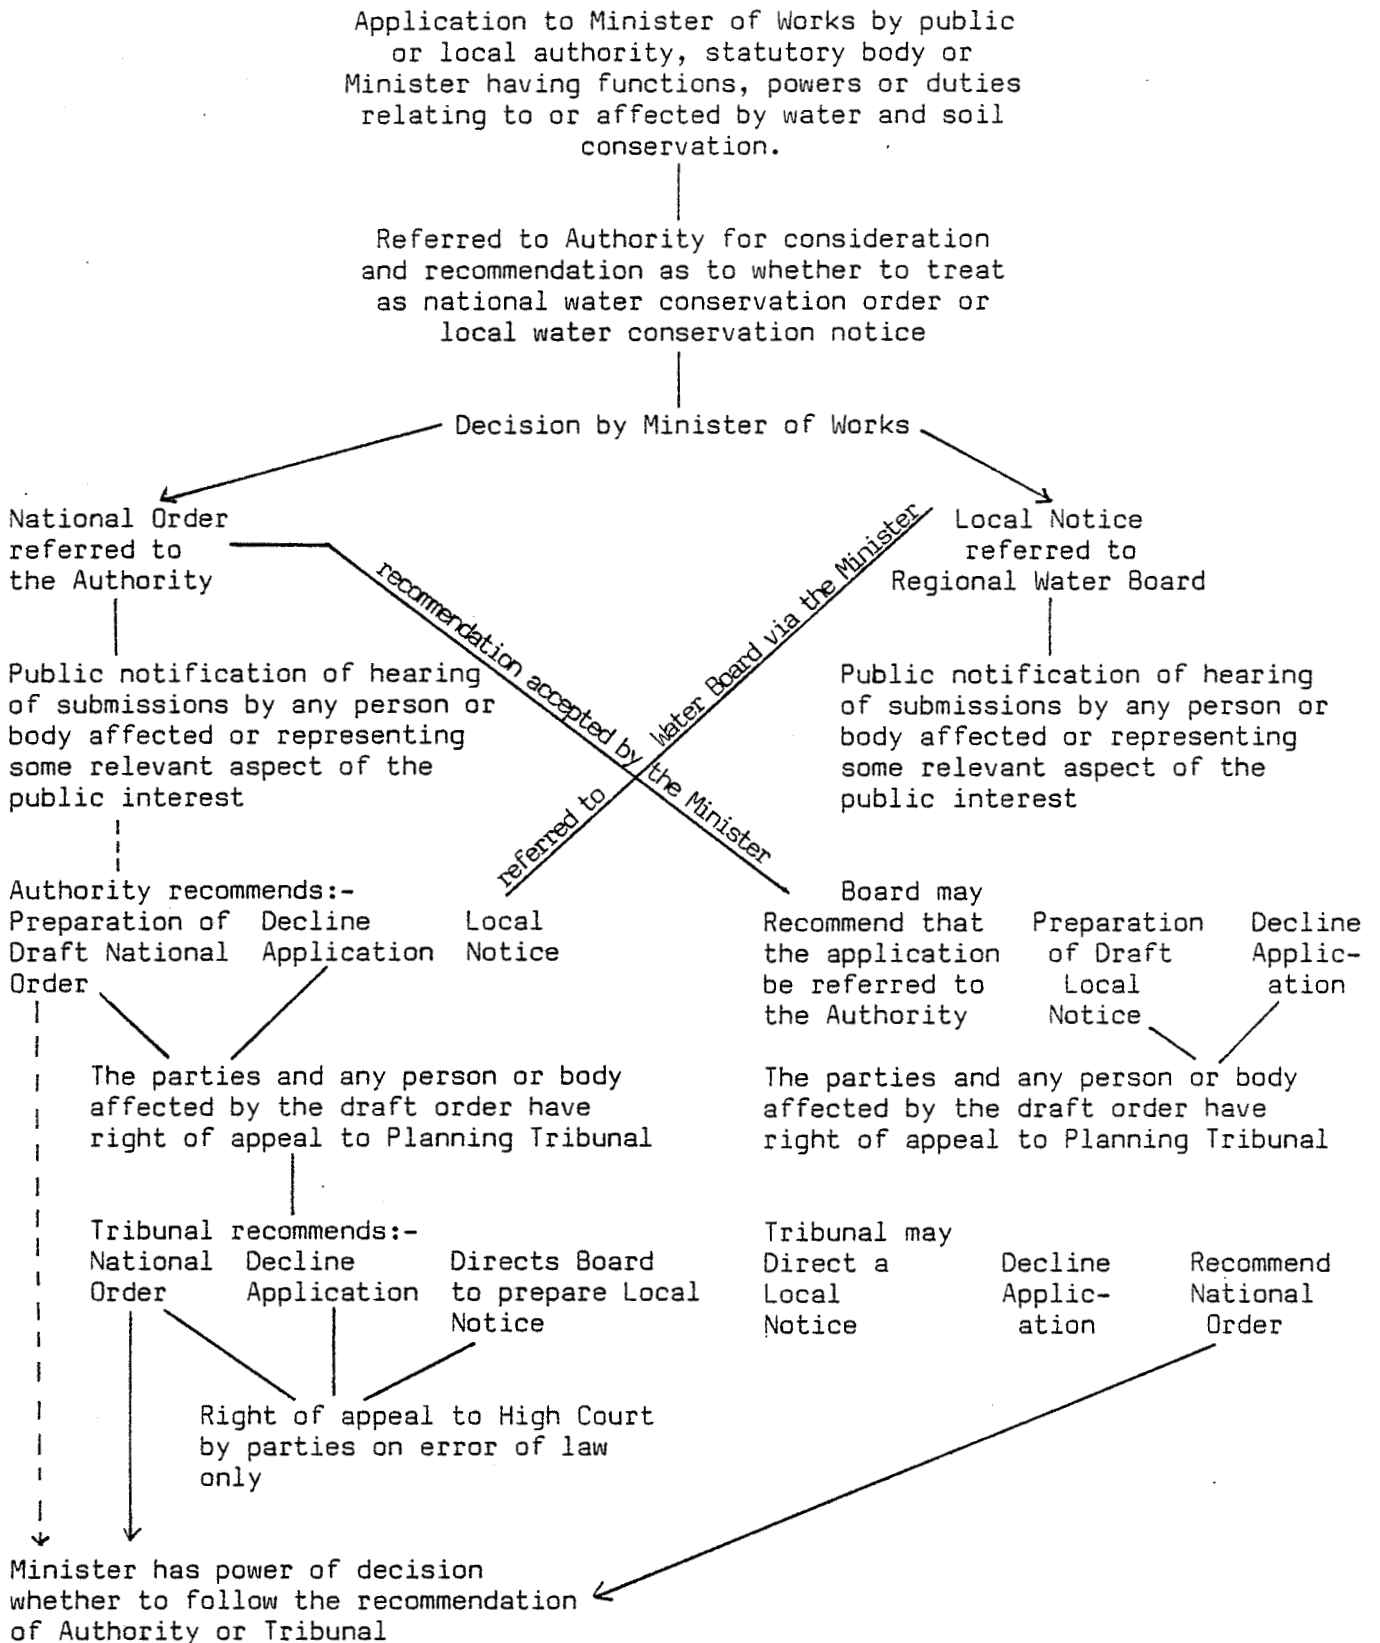 Application to Minister of Works by public
or local authority, statutory body or
Minister having functions, powers or duties
relating to or affected by water and soil
conservation.
Referred to Authority for consideration
and recommendation as to whether to treat
as national water conservation order or
local water conservation notice
Decision by Minister of Works
National Order
referred to
the Authority
recommendation accepted by the Minister
referred to Water Board via the Minister
Local Notice
referred to
Regional Water Board
Public notification of hearing
of submissions by any person or
body affected or representing
some relevant aspect of the
public interest
Public notification of hearing
of submissions by any person or
body affected or representing
some relevant aspect of the
public interest
Authority recommends:-
Preparation of
Draft National
Order
Decline
Application
Local
Notice
Board may
Recommend that
the application
be referred to
the Authority
Preparation
of Draft
Local
Notice
Decline
Applic-
ation
The parties and any person or body
affected by the draft order have
right of appeal to Planning Tribunal
The parties and any person or body
affected by the draft order have
right of appeal to Planning Tribunal
Tribunal recommends:-
National
Order
Decline
Application
Directs Board
to prepare Local
Notice
Tribunal may
Direct a
Local
Notice
Decline
Applic-
ation
Recommend
National
Order
Right of appeal to High Court
by parties on error of law
only
Minister has power of decision
whether to follow the recommendation
of Authority or Tribunal